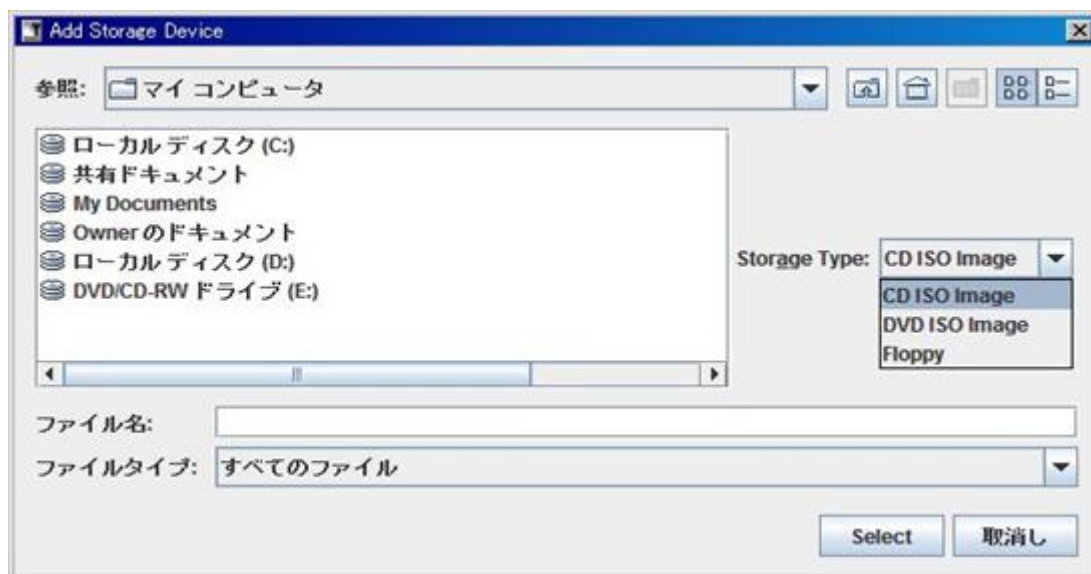 Add Storage Device
参照: マイ コンピュータ
ローカル ディスク (C:)
共有ドキュメント
My Documents
Owner のドキュメント
ローカル ディスク (D:)
DVD/CD-RW ドライブ (E:)
Storage Type: CD ISO Image
CD ISO Image
DVD ISO Image
Floppy
ファイル名:
ファイルタイプ: すべてのファイル
Select 取消し